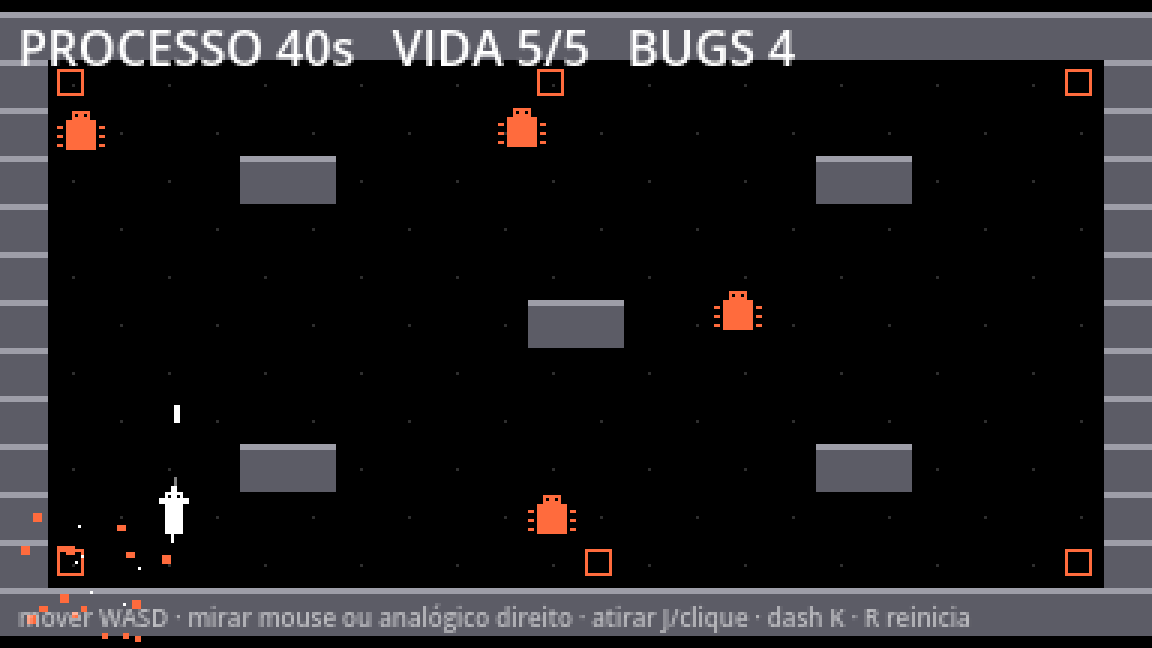 PROCESSO 40s VIDA 5/5 BUGS 4
mover WASD · mirar mouse ou analógico direito · atirar J/clique · dash K · R reinicia